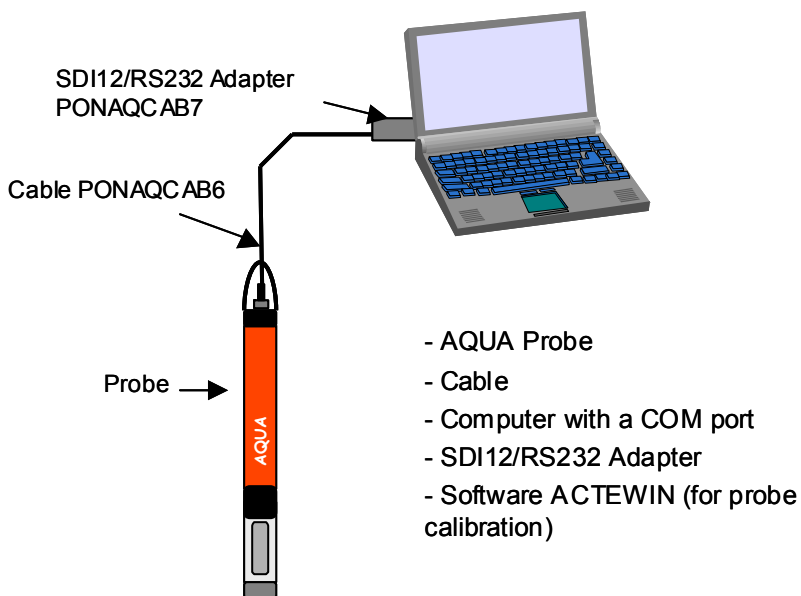 SDI12/RS232 Adapter
PONAQCAB7
Cable PONAQCAB6
Probe
AQUA
- AQUA Probe
- Cable
- Computer with a COM port
- SDI12/RS232 Adapter
- Software ACTEWIN (for probe
calibration)